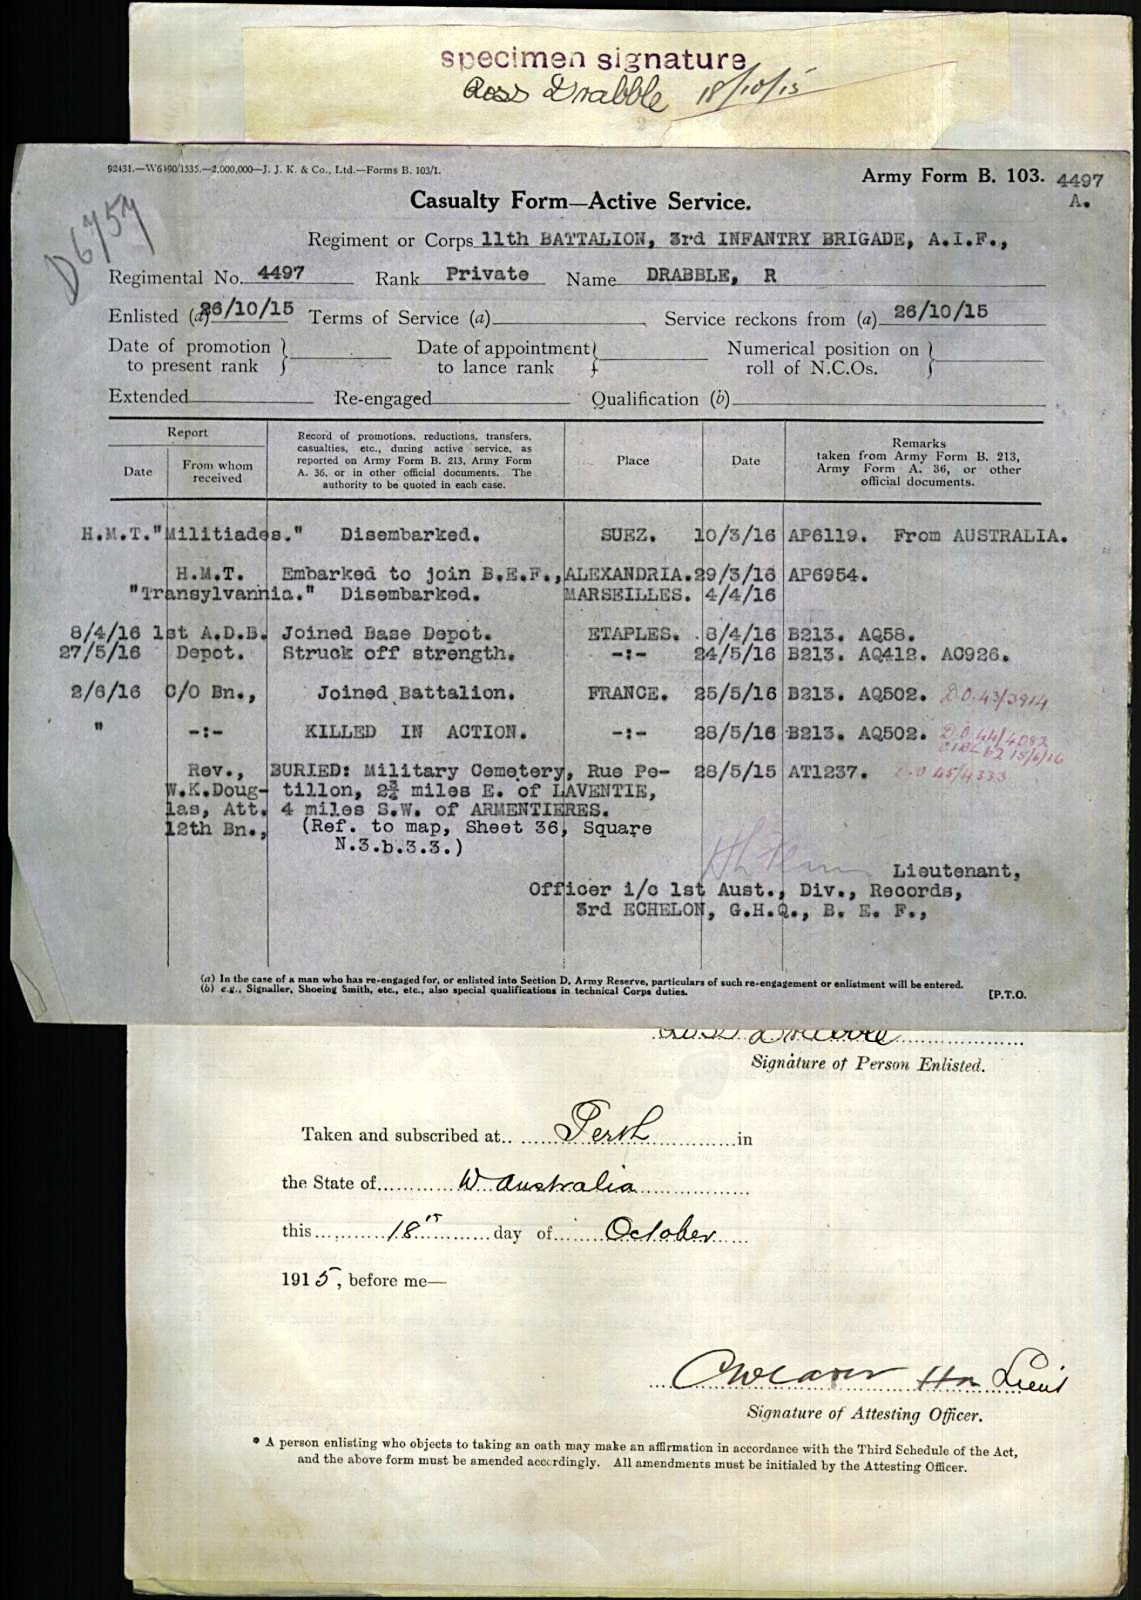 specimen signature
Ross Drabble 18/10/15
92431.—W6490/1535.—2,000,000—J. J. K. & Co., Ltd.—Forms B. 103/1.
Army Form B. 103. 4497
A.
Casualty Form—Active Service.
D6757
Regiment or Corps 11th BATTALION, 3rd INFANTRY BRIGADE, A.I.F.,
Regimental No. 4497 Rank Private Name DRABBLE, R
Enlisted (a) 26/10/15 Terms of Service (a) Service reckons from (a) 26/10/15
Date of promotion to present rank } Date of appointment to lance rank } Numerical position on roll of N.C.Os. }
Extended Re-engaged Qualification (b)
Report
Date
From whom received
Record of promotions, reductions, transfers,
casualties, etc., during active service, as
reported on Army Form B. 213, Army Form
A. 36, or in other official documents. The
authority to be quoted in each case.
Place
Date
Remarks
taken from Army Form B. 213,
Army Form A. 36, or other
official documents.
H.M.T."Militiades." Disembarked. SUEZ. 10/3/16 AP6119. From AUSTRALIA.
H.M.T. Embarked to join B.E.F., ALEXANDRIA. 29/3/16 AP6954.
"Transylvannia." Disembarked. MARSEILLES. 4/4/16
8/4/16 1st A.D.B. Joined Base Depot. ETAPLES. 8/4/16 B213. AQ58.
27/5/16 Depot. Struck off strength. -:- 24/5/16 B213. AQ412. AC926.
2/6/16 C/O Bn., Joined Battalion. FRANCE. 25/5/16 B213. AQ502. D.O.43/3914
" -:- KILLED IN ACTION. -:- 28/5/16 B213. AQ502. D.O.44/4082
15/6/16
Rev., BURIED: Military Cemetery, Rue Pe- 28/5/15 AT1237. D.O 45/4333
W.K.Doug- tillon, 2¾ miles E. of LAVENTIE,
las, Att. 4 miles S.W. of ARMENTIERES.
12th Bn., (Ref. to map, Sheet 36, Square
N.3.b.3.3.)
Lieutenant,
Officer i/c 1st Aust., Div., Records,
3rd ECHELON, G.H.Q., B. E. F.,
(a) In the case of a man who has re-engaged for, or enlisted into Section D, Army Reserve, particulars of such re-engagement or enlistment will be entered.
(b) e.g., Signaller, Shoeing Smith, etc., etc., also special qualifications in technical Corps duties.
[P.T.O.
Ross Drabble
Signature of Person Enlisted.
Taken and subscribed at Perth in
the State of W Australia
this 18th day of October
1915, before me—
Hon Lieut
Signature of Attesting Officer.
* A person enlisting who objects to taking an oath may make an affirmation in accordance with the Third Schedule of the Act,
and the above form must be amended accordingly. All amendments must be initialed by the Attesting Officer.